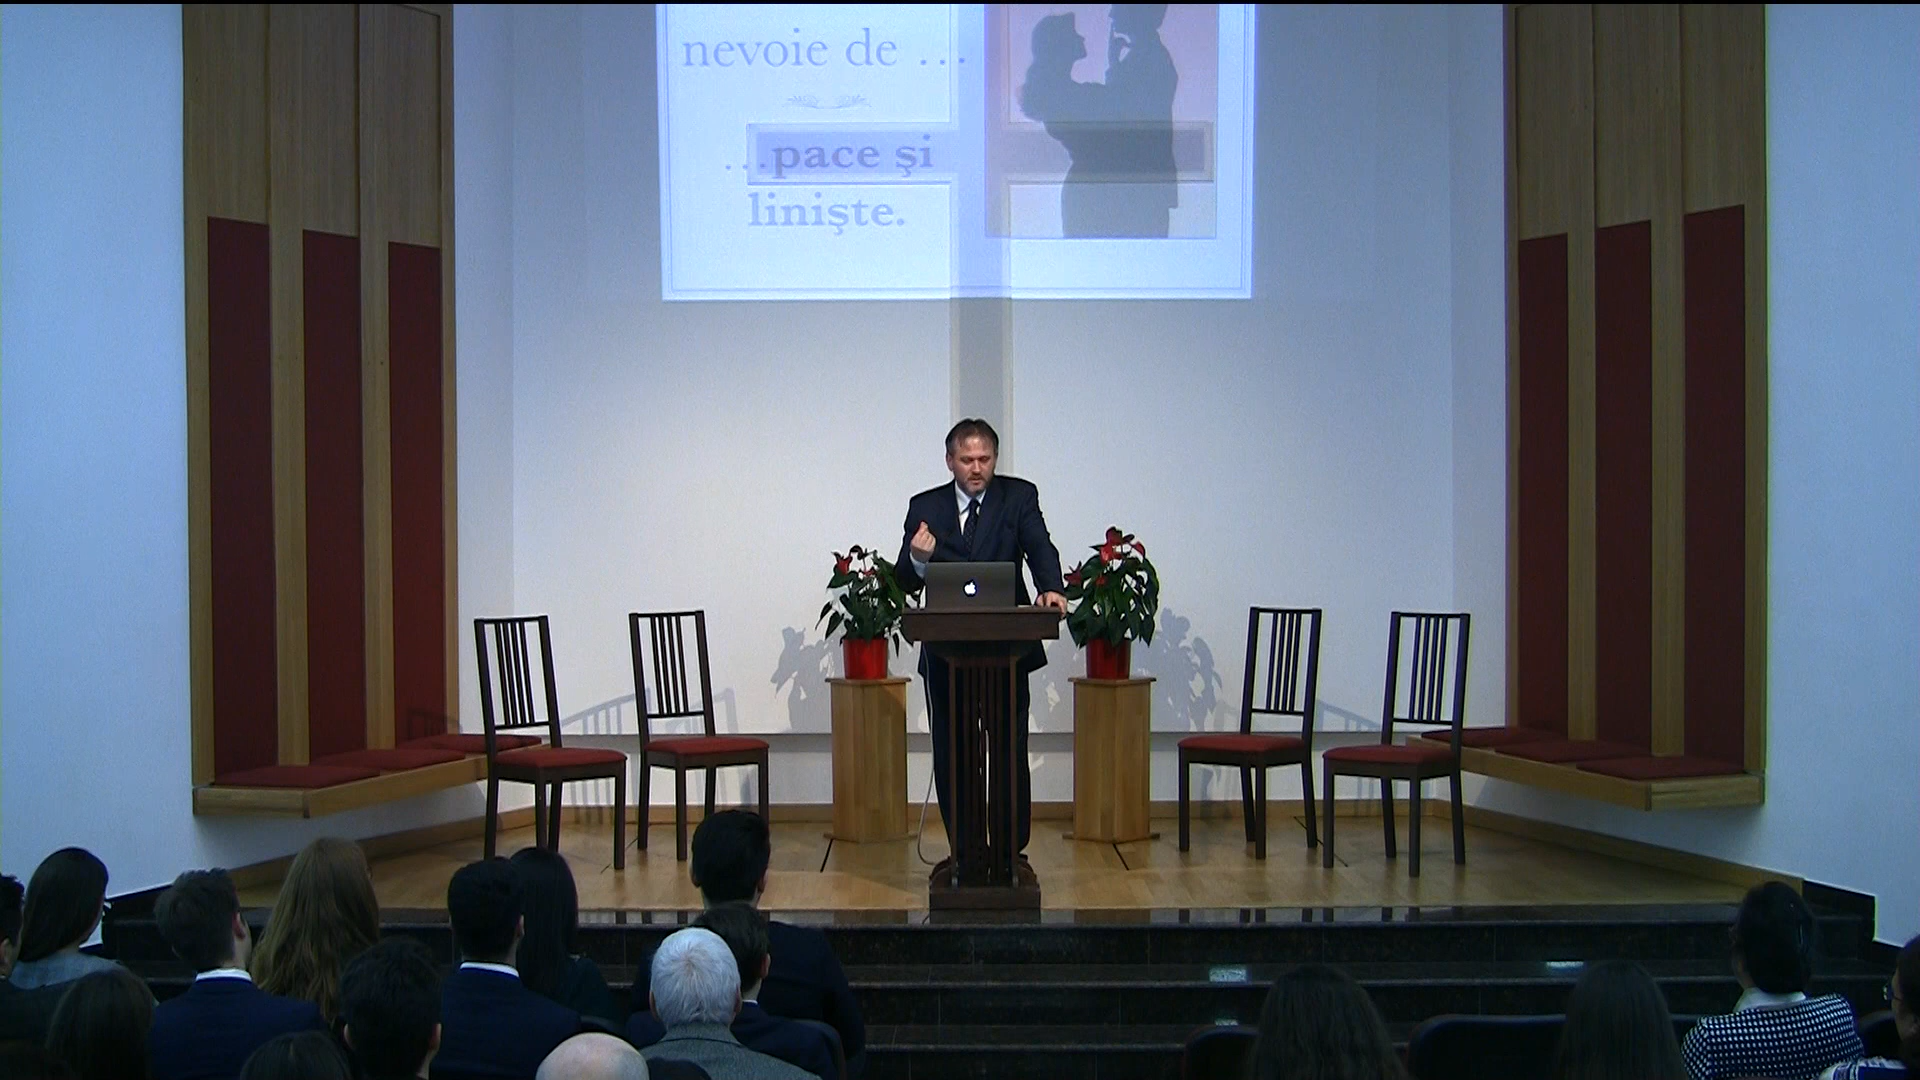 nevoie de ...
...pace şi
linişte.